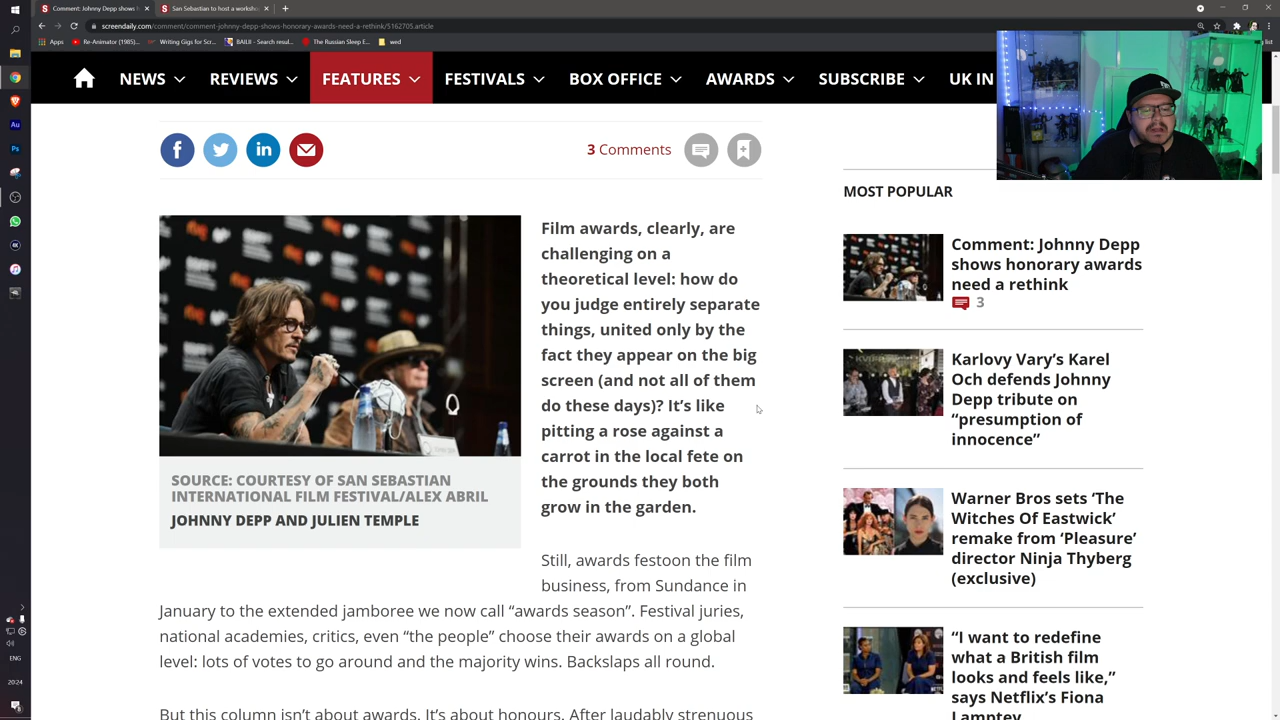 Comment: Johnny Depp shows h
San Sebastian to host a worksho
screendaily.com/comment/comment-johnny-depp-shows-honorary-awards-need-a-rethink/5162705.article
Apps
Re-Animator (1985)...
Writing Gigs for Scr...
BAILII - Search resul...
The Russian Sleep E...
wed
NEWS
REVIEWS
FEATURES
FESTIVALS
BOX OFFICE
AWARDS
SUBSCRIBE
UK IN
3 Comments
Film awards, clearly, are
challenging on a
theoretical level: how do
you judge entirely separate
things, united only by the
fact they appear on the big
screen (and not all of them
do these days)? It’s like
pitting a rose against a
carrot in the local fete on
the grounds they both
grow in the garden.
SOURCE: COURTESY OF SAN SEBASTIAN
INTERNATIONAL FILM FESTIVAL/ALEX ABRIL
JOHNNY DEPP AND JULIEN TEMPLE
Still, awards festoon the film
business, from Sundance in
January to the extended jamboree we now call “awards season”. Festival juries,
national academies, critics, even “the people” choose their awards on a global
level: lots of votes to go around and the majority wins. Backslaps all round.
But this column isn’t about awards. It’s about honours. After laudably strenuous
MOST POPULAR
Comment: Johnny Depp
shows honorary awards
need a rethink
3
Karlovy Vary’s Karel
Och defends Johnny
Depp tribute on
“presumption of
innocence”
Warner Bros sets ‘The
Witches Of Eastwick’
remake from ‘Pleasure’
director Ninja Thyberg
(exclusive)
“I want to redefine
what a British film
looks and feels like,”
says Netflix’s Fiona
Lamptey
ENG
20:24